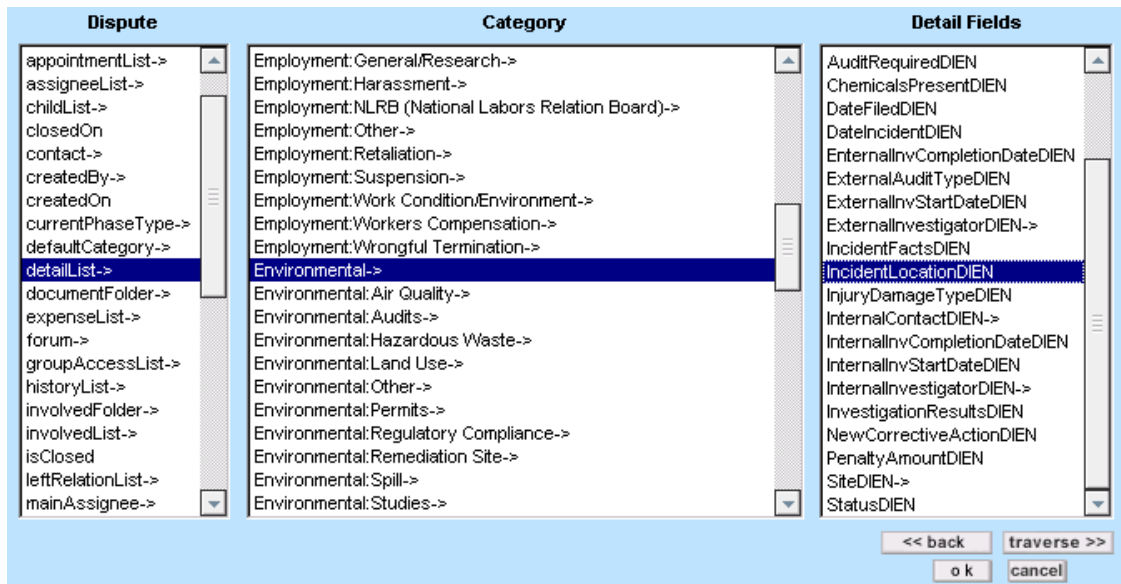 Dispute
appointmentList->
assigneeList->
childList->
closedOn
contact->
createdBy->
createdOn
currentPhaseType->
defaultCategory->
detailList->
documentFolder->
expenseList->
forum->
groupAccessList->
historyList->
involvedFolder->
involvedList->
isClosed
leftRelationList->
mainAssignee->
Category
Employment:General/Research->
Employment:Harassment->
Employment:NLRB (National Labors Relation Board)->
Employment:Other->
Employment:Retaliation->
Employment:Suspension->
Employment:Work Condition/Environment->
Employment:Workers Compensation->
Employment:Wrongful Termination->
Environmental->
Environmental:Air Quality->
Environmental:Audits->
Environmental:Hazardous Waste->
Environmental:Land Use->
Environmental:Other->
Environmental:Permits->
Environmental:Regulatory Compliance->
Environmental:Remediation Site->
Environmental:Spill->
Environmental:Studies->
Detail Fields
AuditRequiredDIEN
ChemicalsPresentDIEN
DateFiledDIEN
DateIncidentDIEN
EnternalInvCompletionDateDIEN
ExternalAuditTypeDIEN
ExternalInvStartDateDIEN
ExternalInvestigatorDIEN->
IncidentFactsDIEN
IncidentLocationDIEN
InjuryDamageTypeDIEN
InternalContactDIEN->
InternalInvCompletionDateDIEN
InternalInvStartDateDIEN
InternalInvestigatorDIEN->
InvestigationResultsDIEN
NewCorrectiveActionDIEN
PenaltyAmountDIEN
SiteDIEN->
StatusDIEN
<< back traverse >>
ok cancel